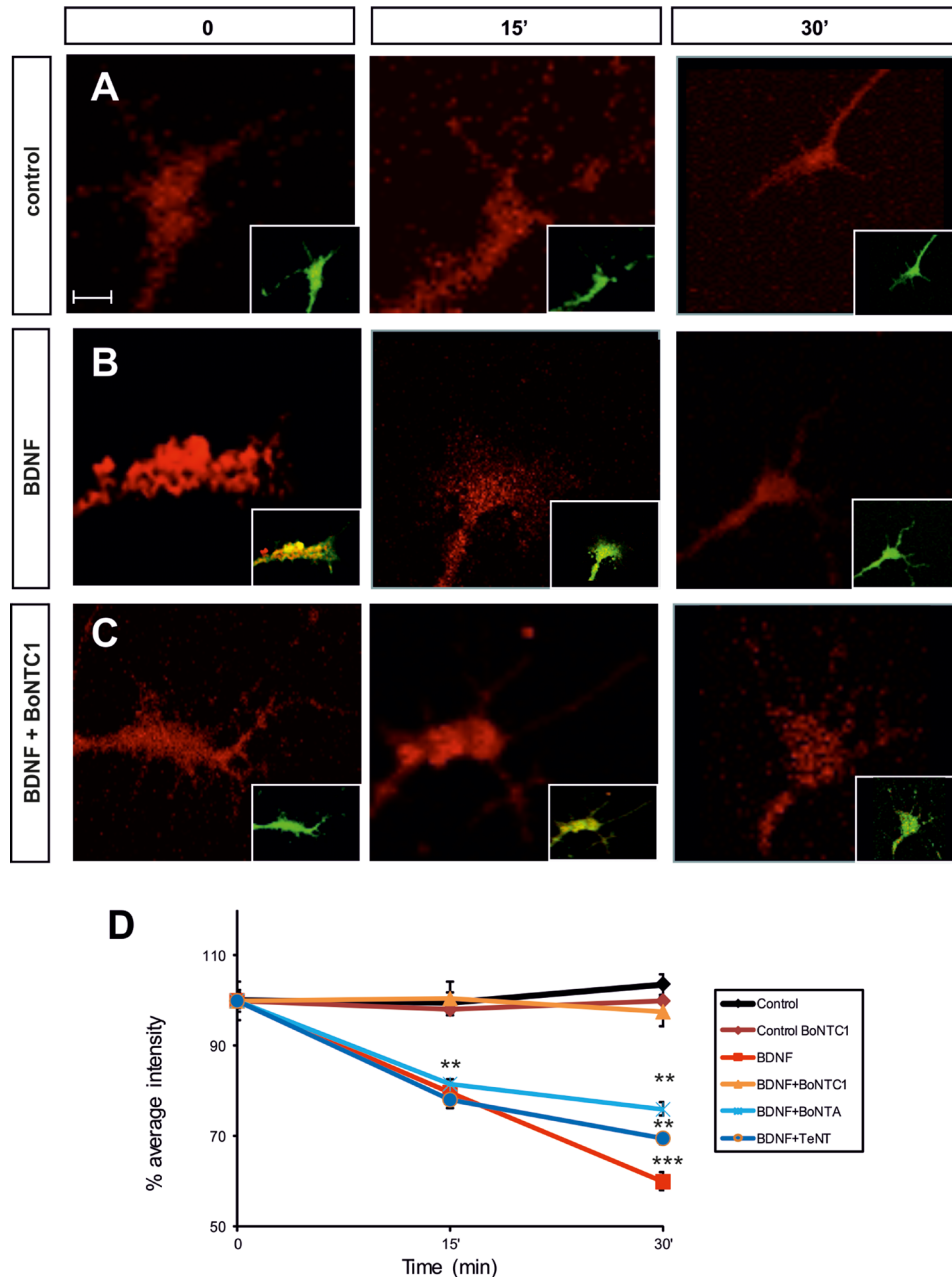 0
15'
30'
control
A
BDNF
B
BDNF + BoNTC1
C
D
110
90
70
50
% average intensity
0
15'
30'
Time (min)
**
**
**
***
Control
Control BoNTC1
BDNF
BDNF+BoNTC1
BDNF+BoNTA
BDNF+TeNT